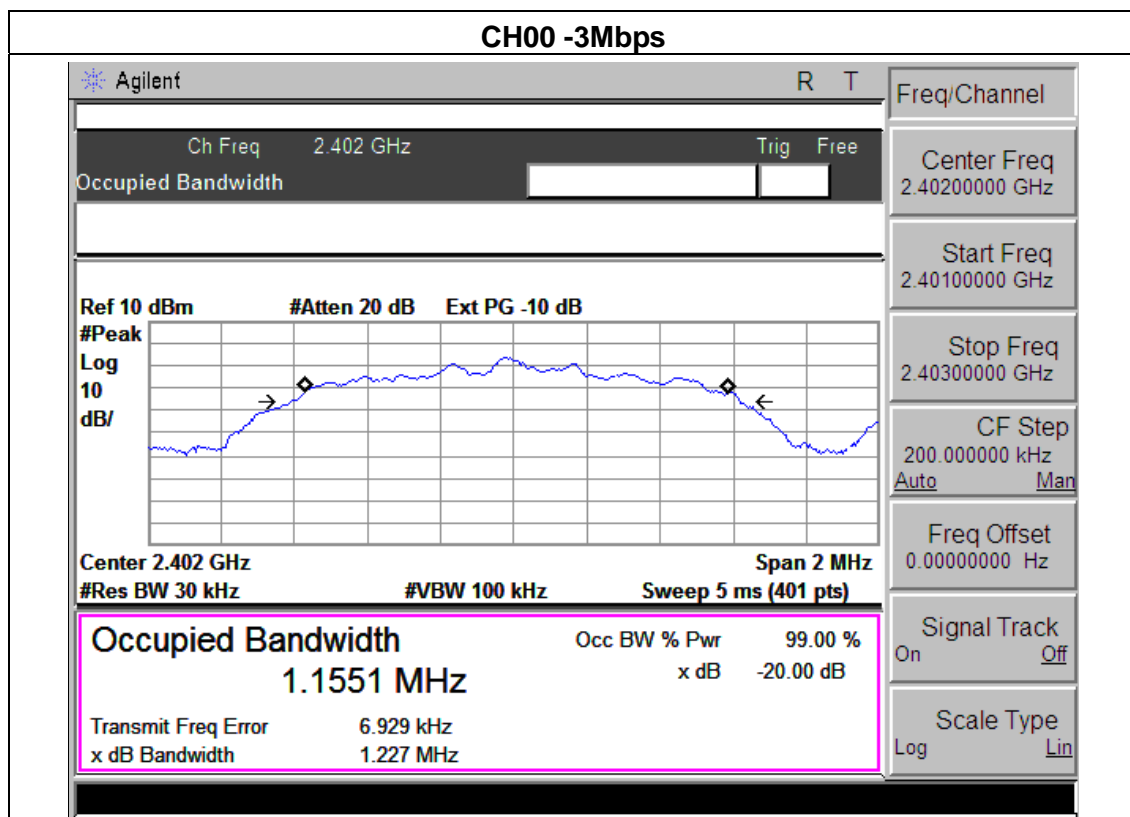 CH00 -3Mbps
Agilent R T
Ch Freq 2.402 GHz Trig Free
Occupied Bandwidth
Ref 10 dBm #Atten 20 dB Ext PG -10 dB
#Peak
Log
10
dB/
Center 2.402 GHz Span 2 MHz
#Res BW 30 kHz #VBW 100 kHz Sweep 5 ms (401 pts)
Occupied Bandwidth Occ BW % Pwr 99.00 %
1.1551 MHz x dB -20.00 dB
Transmit Freq Error 6.929 kHz
x dB Bandwidth 1.227 MHz
Freq/Channel
Center Freq
2.40200000 GHz
Start Freq
2.40100000 GHz
Stop Freq
2.40300000 GHz
CF Step
200.000000 kHz
Auto Man
Freq Offset
0.00000000 Hz
Signal Track
On Off
Scale Type
Log Lin